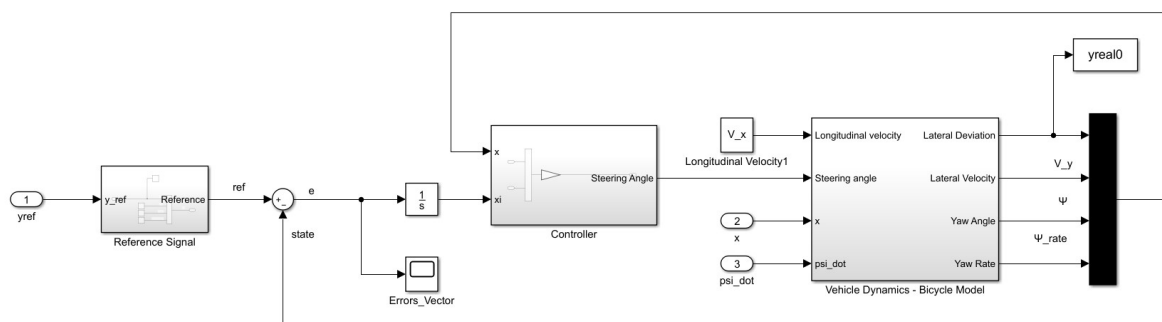 yreal0
V_x
Longitudinal velocity
Lateral Deviation
Longitudinal Velocity1
V_y
x
Steering Angle
Steering angle
Lateral Velocity
ref
e
1
y_ref
Reference
+
-
1
s
xi
Ψ
yref
Reference Signal
state
Controller
2
x
x
Yaw Angle
Ψ_rate
3
psi_dot
psi_dot
Yaw Rate
Errors_Vector
Vehicle Dynamics - Bicycle Model